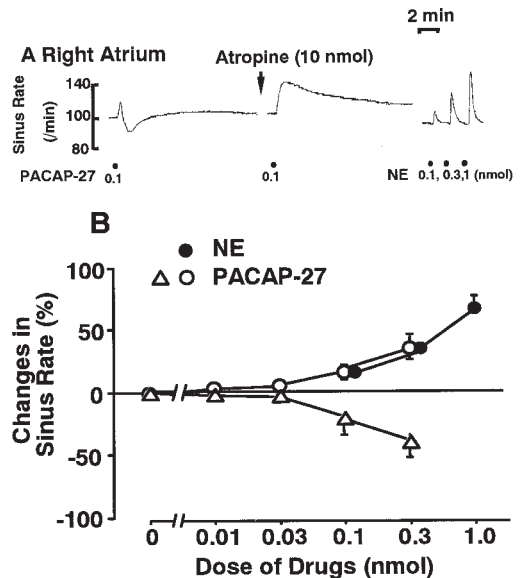 2 min
A Right Atrium
Atropine (10 nmol)
Sinus Rate
(/min)
140
100
80
PACAP-27
0.1
0.1
NE 0.1, 0.3,1 (nmol)
B
NE
PACAP-27
Changes in
Sinus Rate (%)
100
50
0
-50
-100
0 0.01 0.03 0.1 0.3 1.0
Dose of Drugs (nmol)